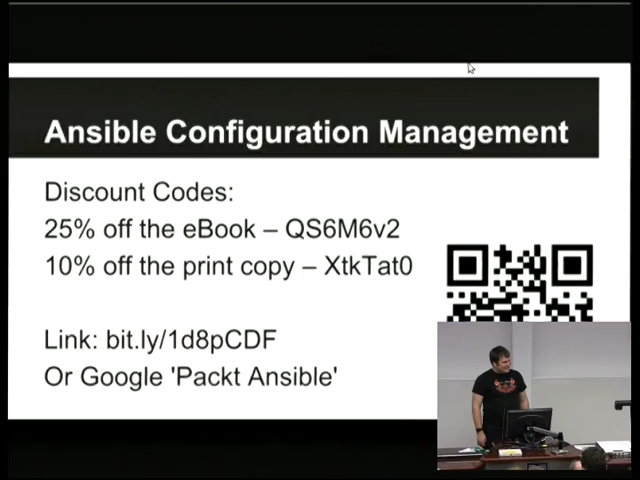 Ansible Configuration Management
Discount Codes:
25% off the eBook – QS6M6v2
10% off the print copy – XtkTat0
Link: bit.ly/1d8pCDF
Or Google 'Packt Ansible'